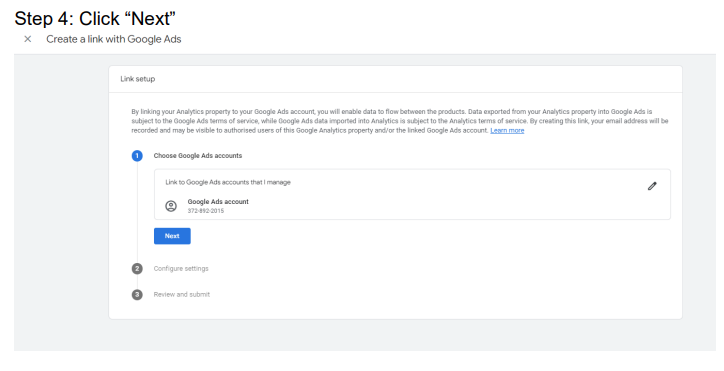 Step 4: Click “Next”
× Create a link with Google Ads
Link setup
By linking your Analytics property to your Google Ads account, you will enable data to flow between the products. Data exported from your Analytics property into Google Ads is
subject to the Google Ads terms of service, while Google Ads data imported into Analytics is subject to the Analytics terms of service. By creating this link, your email address will be
recorded and may be visible to authorised users of this Google Analytics property and/or the linked Google Ads account. Learn more
1 Choose Google Ads accounts
Link to Google Ads accounts that I manage
Google Ads account
372-892-2015
Next
2 Configure settings
3 Review and submit